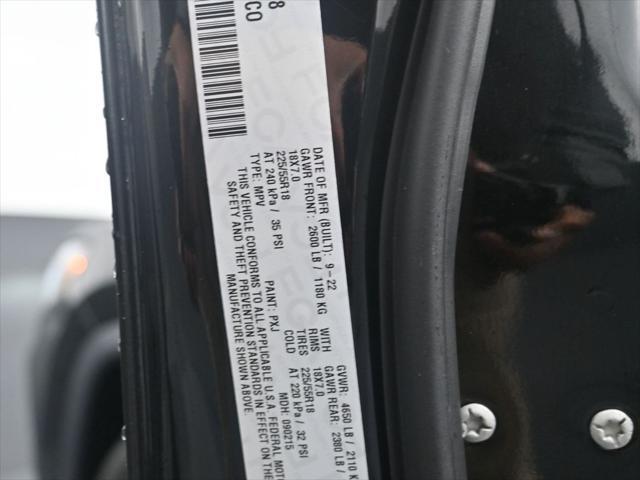 8
CO
DATE OF MFR (BUILT): 9-22 GVWR: 4650 LB / 2110 K
GAWR FRONT: 2600 LB / 1180 KG WITH GAWR REAR: 2380 LB /
18X7.0 RIMS 18X7.0
225/55R18 TIRES 225/55R18
AT 240 kPa / 35 PSI COLD AT 220 kPa / 32 PSI
TYPE: MPV PAINT: PXJ MDH: 090215
THIS VEHICLE CONFORMS TO ALL APPLICABLE U.S.A. FEDERAL MOT
SAFETY AND THEFT PREVENTION STANDARDS IN EFFECT ON THE
MANUFACTURE SHOWN ABOVE.